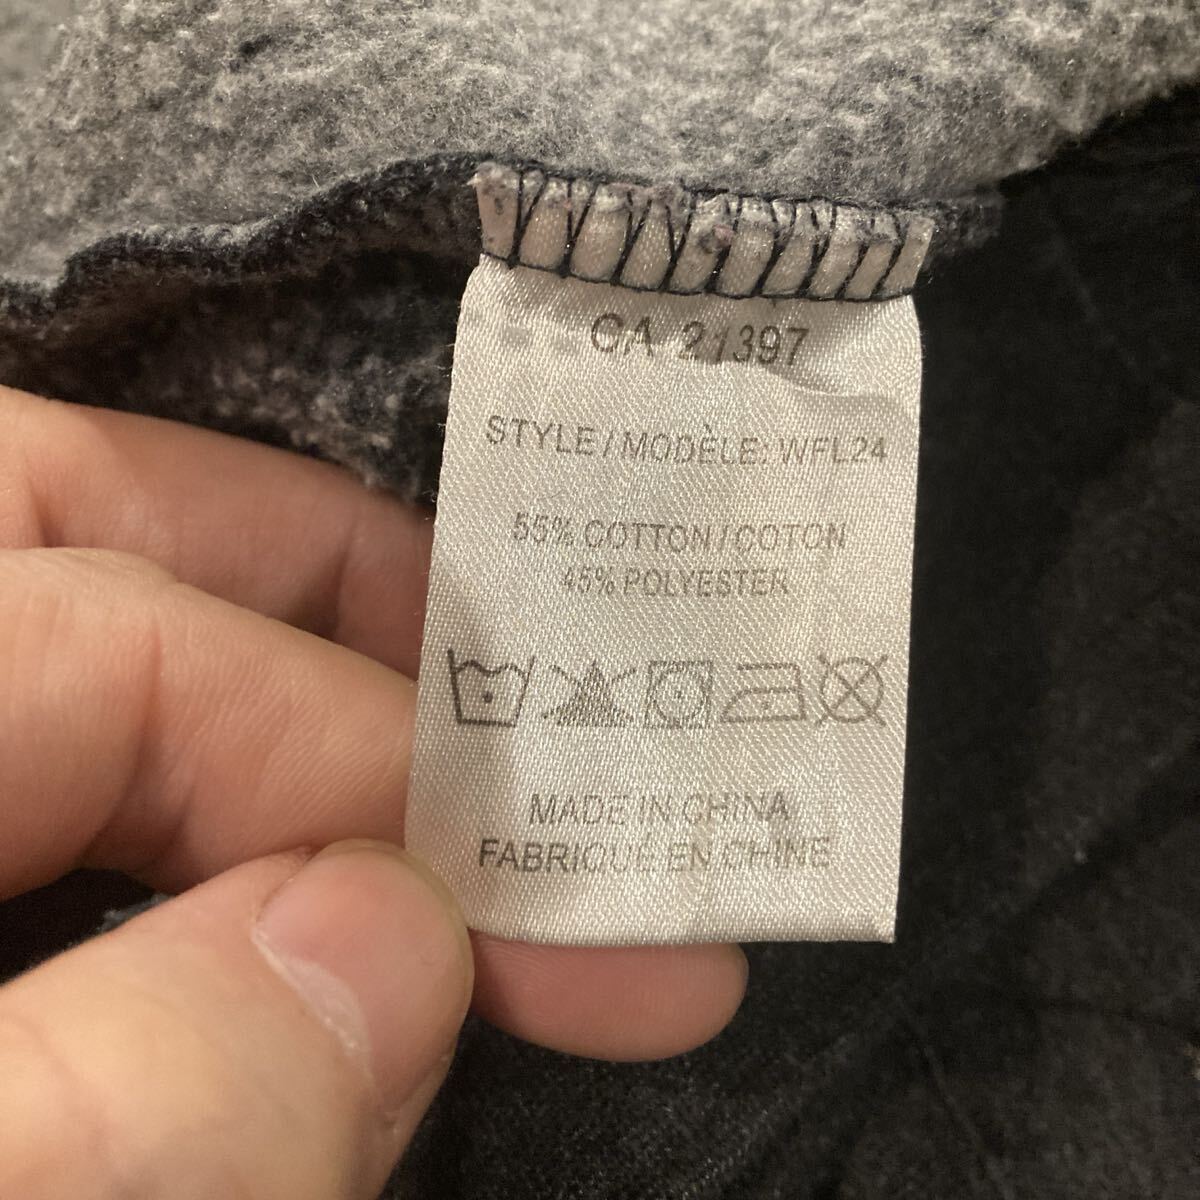 CA 21397
STYLE/MODÈLE: WFL24
55% COTTON/COTON
45% POLYESTER
MADE IN CHINA
FABRIQUÉ EN CHINE